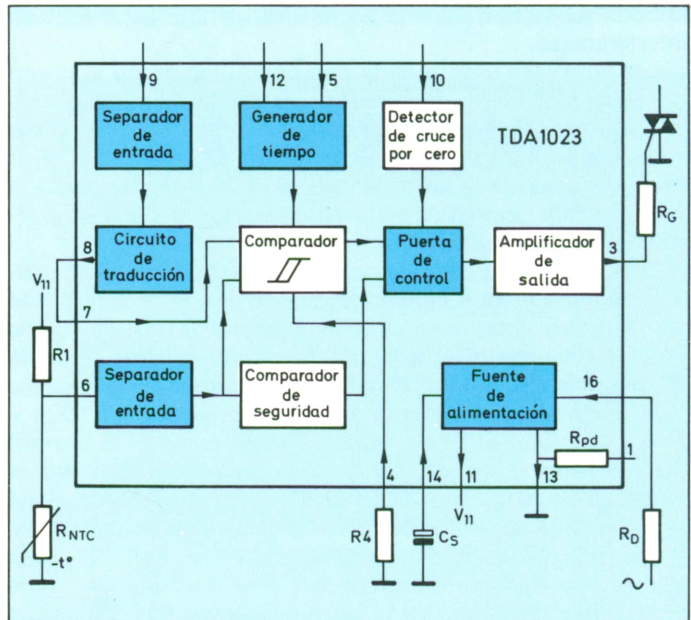 9
12
5
10
Separador
de
entrada
Generador
de
tiempo
Detector
de cruce
por cero
TDA1023
R_G
8
Circuito
de
traducción
Comparador
Puerta
de
control
Amplificador
de
salida
3
V₁₁
7
R1
6
Separador
de
entrada
Comparador
de
seguridad
Fuente
de
alimentación
16
R_pd
1
4
14
11
13
V₁₁
R_NTC
-t°
R4
C_S
R_D
~